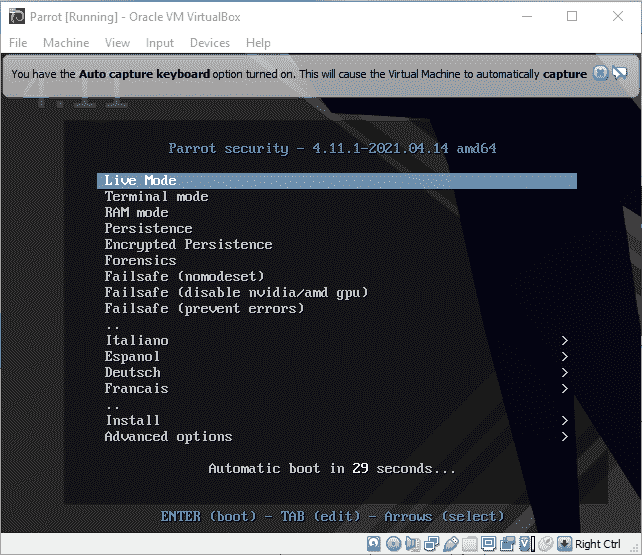 Parrot [Running] - Oracle VM VirtualBox
File Machine View Input Devices Help
You have the Auto capture keyboard option turned on. This will cause the Virtual Machine to automatically capture
4.11
Parrot security - 4.11.1-2021.04.14 amd64
Live Mode
Terminal mode
RAM mode
Persistence
Encrypted Persistence
Forensics
Failsafe (nomodeset)
Failsafe (disable nvidia/amd gpu)
Failsafe (prevent errors)
..
Italiano >
Espanol >
Deutsch >
Francais >
..
Install >
Advanced options >
Automatic boot in 29 seconds...
ENTER (boot) - TAB (edit) - Arrows (select)
Right Ctrl